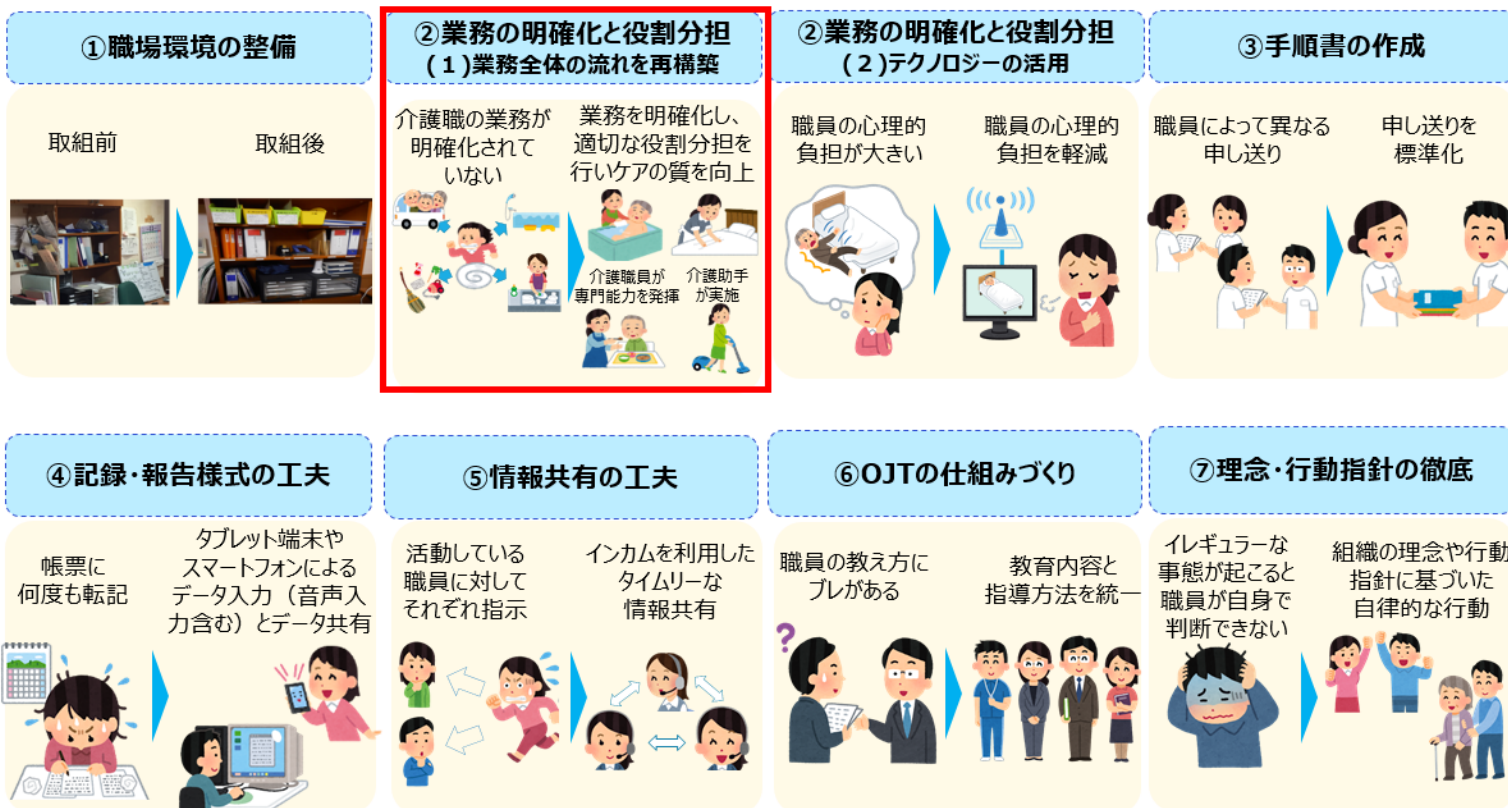 ①職場環境の整備
取組前
取組後
②業務の明確化と役割分担
(1)業務全体の流れを再構築
介護職の業務が
明確化されて
いない
業務を明確化し、
適切な役割分担を
行いケアの質を向上
介護職員が
専門能力を発揮
介護助手
が実施
②業務の明確化と役割分担
(2)テクノロジーの活用
職員の心理的
負担が大きい
職員の心理的
負担を軽減
③手順書の作成
職員によって異なる
申し送り
申し送りを
標準化
④記録・報告様式の工夫
帳票に
何度も転記
タブレット端末や
スマートフォンによる
データ入力（音声入
力含む）とデータ共有
⑤情報共有の工夫
活動している
職員に対して
それぞれ指示
インカムを利用した
タイムリーな
情報共有
⑥OJTの仕組みづくり
職員の教え方に
ブレがある
?
教育内容と
指導方法を統一
⑦理念・行動指針の徹底
イレギュラーな
事態が起こると
職員が自身で
判断できない
組織の理念や行動
指針に基づいた
自律的な行動